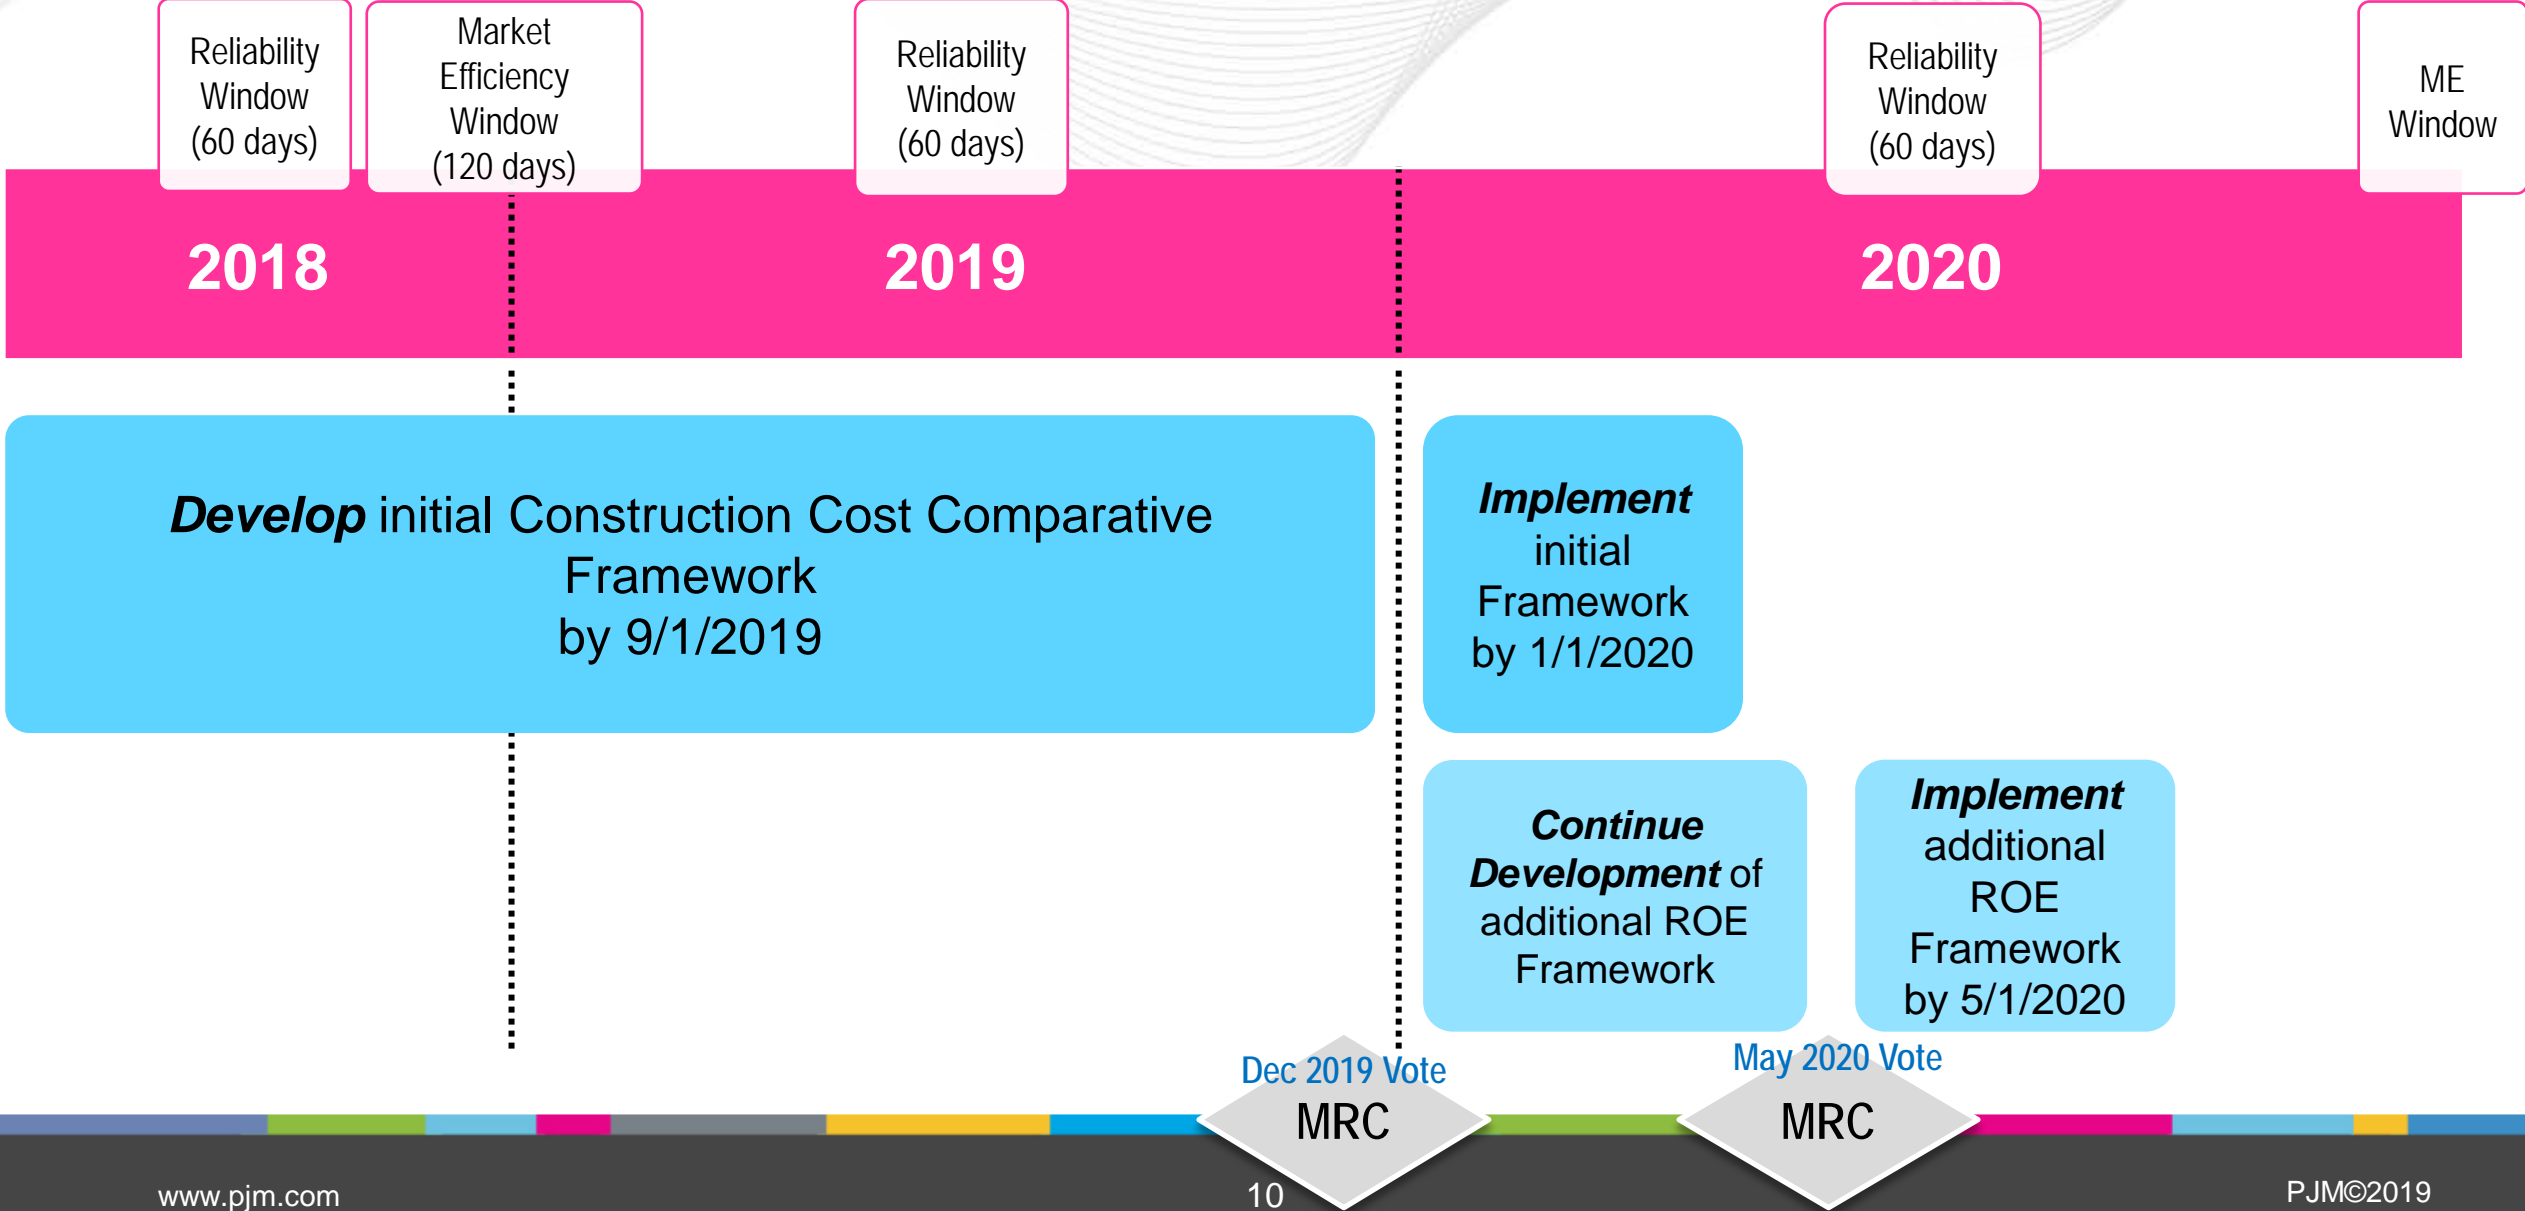 Reliability
Window
(60 days)
Market
Efficiency
Window
(120 days)
Reliability
Window
(60 days)
Reliability
Window
(60 days)
ME
Window
2018
2019
2020
Develop initial Construction Cost Comparative
Framework
by 9/1/2019
Implement
initial
Framework
by 1/1/2020
Continue
Development of
additional ROE
Framework
Implement
additional
ROE
Framework
by 5/1/2020
Dec 2019 Vote
MRC
May 2020 Vote
MRC
www.pjm.com
10
PJM©2019